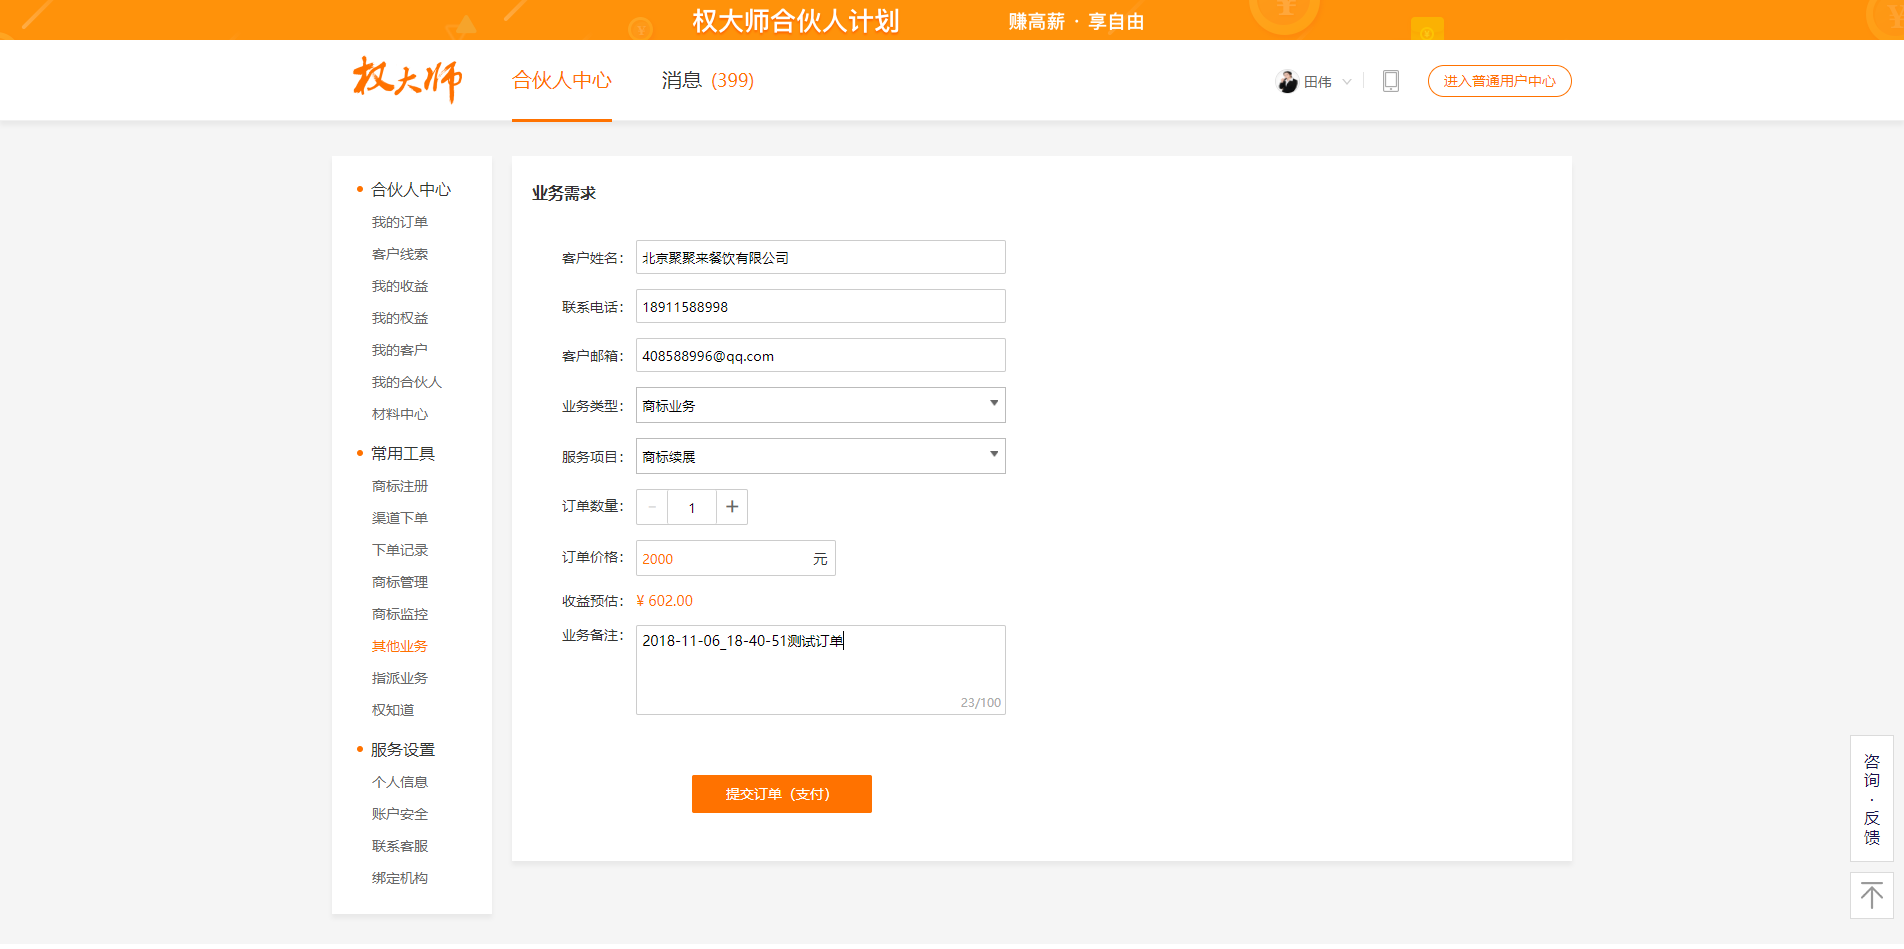 权大师合伙人计划 赚高薪 · 享自由
权大师 合伙人中心 消息 (399) 田伟 进入普通用户中心
合伙人中心
我的订单
客户线索
我的收益
我的权益
我的客户
我的合伙人
材料中心
常用工具
商标注册
渠道下单
下单记录
商标管理
商标监控
其他业务
指派业务
权知道
服务设置
个人信息
账户安全
联系客服
绑定机构
业务需求
客户姓名： 北京聚聚来餐饮有限公司
联系电话： 18911588998
客户邮箱： 408588996@qq.com
业务类型： 商标业务
服务项目： 商标续展
订单数量： − 1 +
订单价格： 2000 元
收益预估： ¥ 602.00
业务备注： 2018-11-06_18-40-51测试订单
23/100
提交订单（支付）
咨
询
·
反
馈